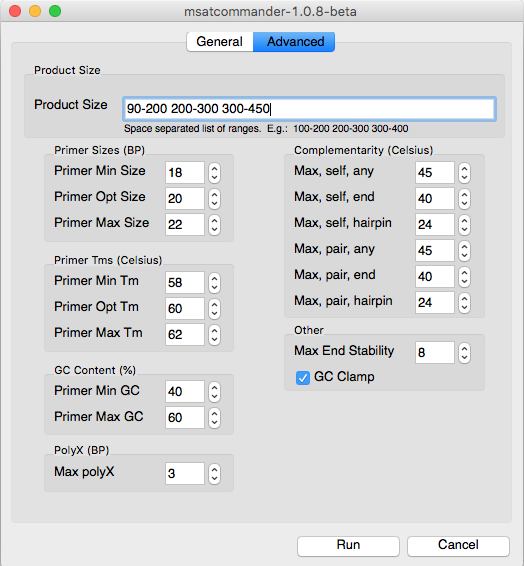 msatcommander-1.0.8-beta
General Advanced
Product Size
Product Size 90-200 200-300 300-450
Space separated list of ranges. E.g.: 100-200 200-300 300-400
Primer Sizes (BP)
Primer Min Size 18
Primer Opt Size 20
Primer Max Size 22
Primer Tms (Celsius)
Primer Min Tm 58
Primer Opt Tm 60
Primer Max Tm 62
GC Content (%)
Primer Min GC 40
Primer Max GC 60
PolyX (BP)
Max polyX 3
Complementarity (Celsius)
Max, self, any 45
Max, self, end 40
Max, self, hairpin 24
Max, pair, any 45
Max, pair, end 40
Max, pair, hairpin 24
Other
Max End Stability 8
GC Clamp
Run Cancel